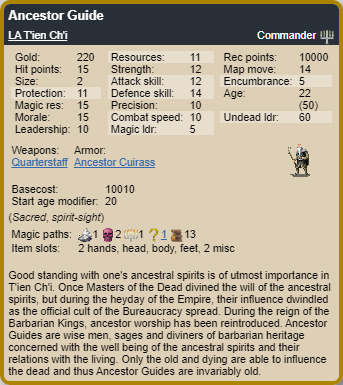 Ancestor Guide
LA T'ien Ch'i Commander
Gold: 220 Resources: 11 Rec points: 10000
Hit points: 15 Strength: 12 Map move: 14
Size: 2 Attack skill: 12 Encumbrance: 5
Protection: 11 Defence skill: 14 Age: 22
Magic res: 15 Precision: 10 (50)
Morale: 15 Combat speed: 10 Undead ldr: 60
Leadership: 10 Magic ldr: 5
Weapons: Armor:
Quarterstaff Ancestor Cuirass
Basecost: 10010
Start age modifier: 20
(Sacred, spirit-sight)
Magic paths: 1 2 1 1 13
Item slots: 2 hands, head, body, feet, 2 misc
Good standing with one's ancestral spirits is of utmost importance in
T'ien Ch'i. Once Masters of the Dead divined the will of the ancestral
spirits, but during the heyday of the Empire, their influence dwindled
as the official cult of the Bureaucracy spread. During the reign of the
Barbarian Kings, ancestor worship has been reintroduced. Ancestor
Guides are wise men, sages and diviners of barbarian heritage
concerned with the well being of the ancestral spirits and their
relations with the living. Only the old and dying are able to influence
the dead and thus Ancestor Guides are invariably old.